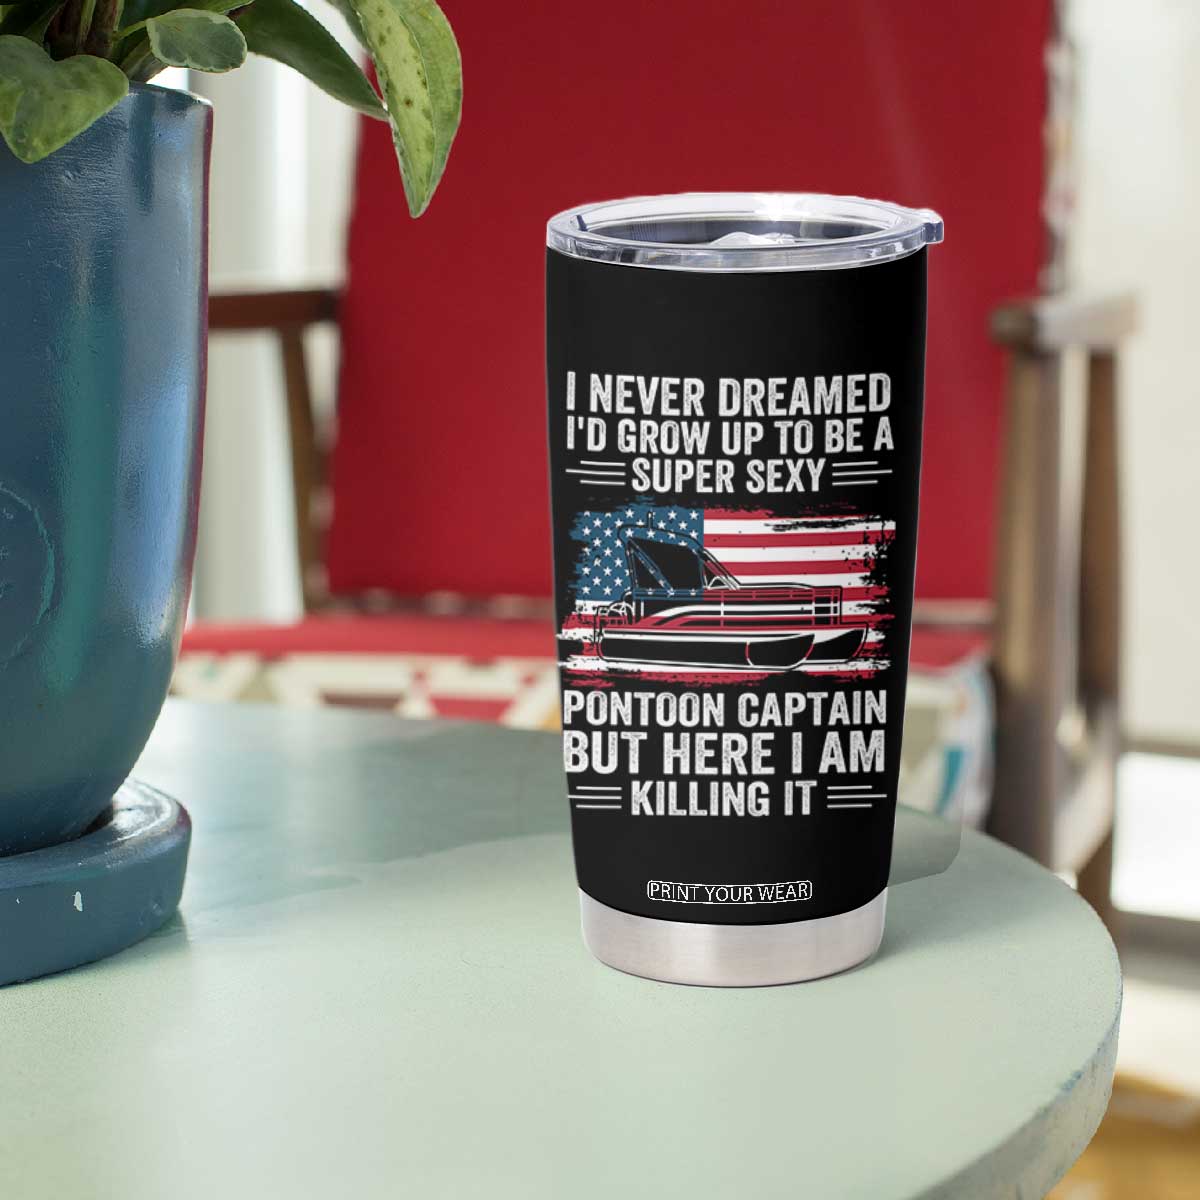 I NEVER DREAMED
I'D GROW UP TO BE A
SUPER SEXY
PONTOON CAPTAIN
BUT HERE I AM
KILLING IT
PRINT YOUR WEAR